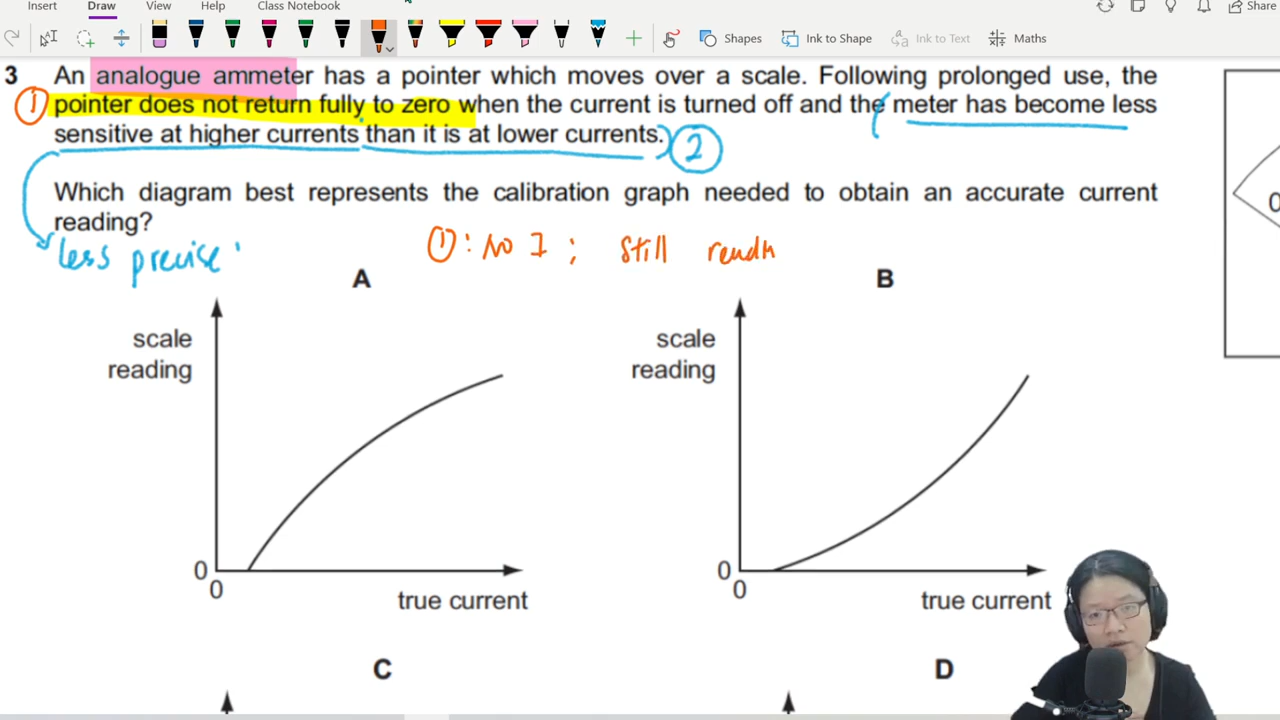 Insert Draw View Help Class Notebook Share
Shapes Ink to Shape Ink to Text Maths
3 An analogue ammeter has a pointer which moves over a scale. Following prolonged use, the
① pointer does not return fully to zero when the current is turned off and the meter has become less
sensitive at higher currents than it is at lower currents. ②
Which diagram best represents the calibration graph needed to obtain an accurate current
reading?
less precise
①: No I ; still
A
B
scale
reading
0
0
true current
scale
reading
0
0
true current
C
D
0